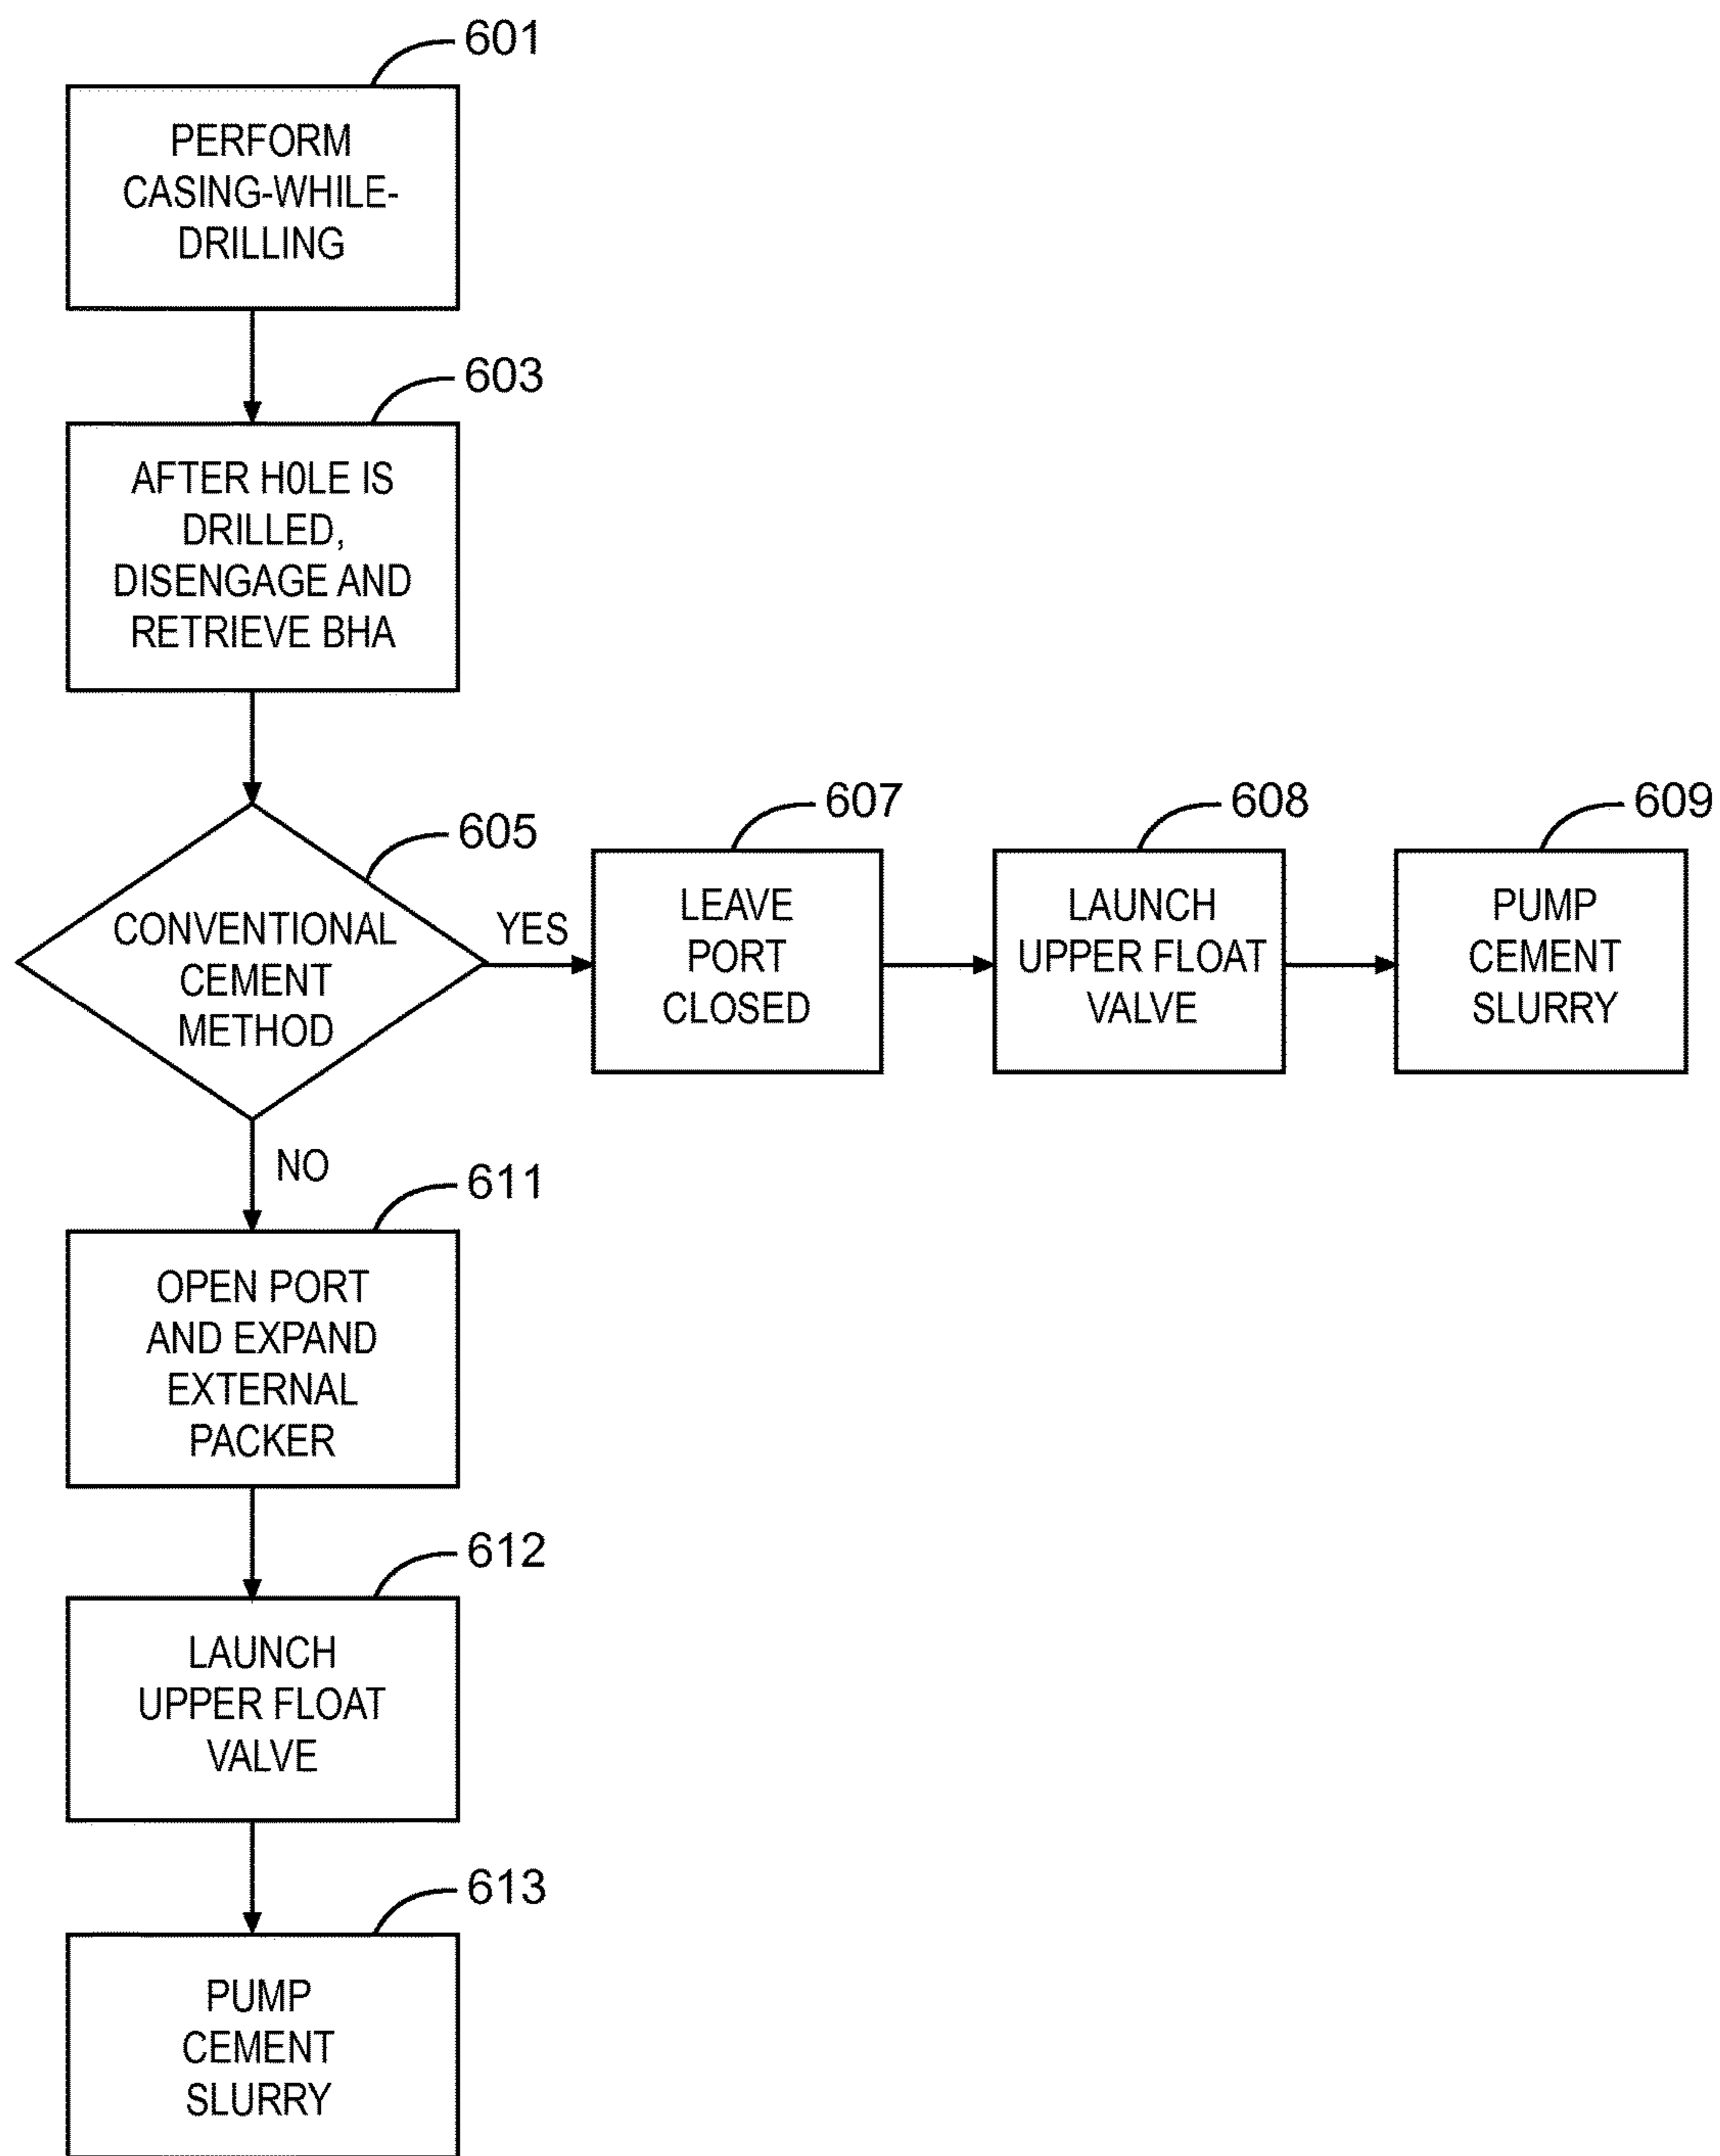 601
PERFORM
CASING-WHILE-
DRILLING
603
AFTER H0LE IS
DRILLED,
DISENGAGE AND
RETRIEVE BHA
605
CONVENTIONAL
CEMENT
METHOD
YES
607
LEAVE
PORT
CLOSED
608
LAUNCH
UPPER FLOAT
VALVE
609
PUMP
CEMENT
SLURRY
NO
611
OPEN PORT
AND EXPAND
EXTERNAL
PACKER
612
LAUNCH
UPPER FLOAT
VALVE
613
PUMP
CEMENT
SLURRY